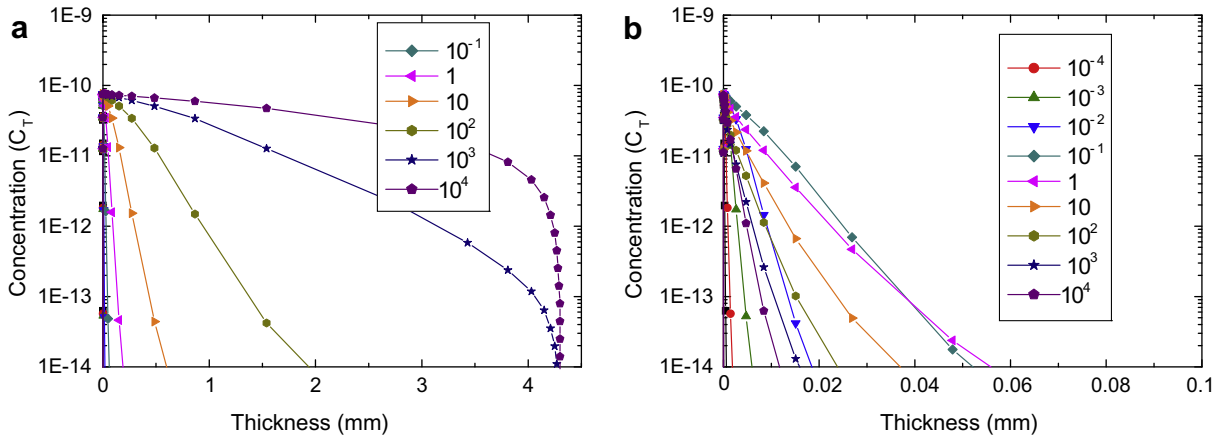 a
1E-9
1E-10
1E-11
1E-12
1E-13
1E-14
Concentration (C_T)
10^-1
1
10
10^2
10^3
10^4
0 1 2 3 4
Thickness (mm)
b
1E-9
1E-10
1E-11
1E-12
1E-13
1E-14
Concentration (C_T)
10^-4
10^-3
10^-2
10^-1
1
10
10^2
10^3
10^4
0 0.02 0.04 0.06 0.08 0.1
Thickness (mm)